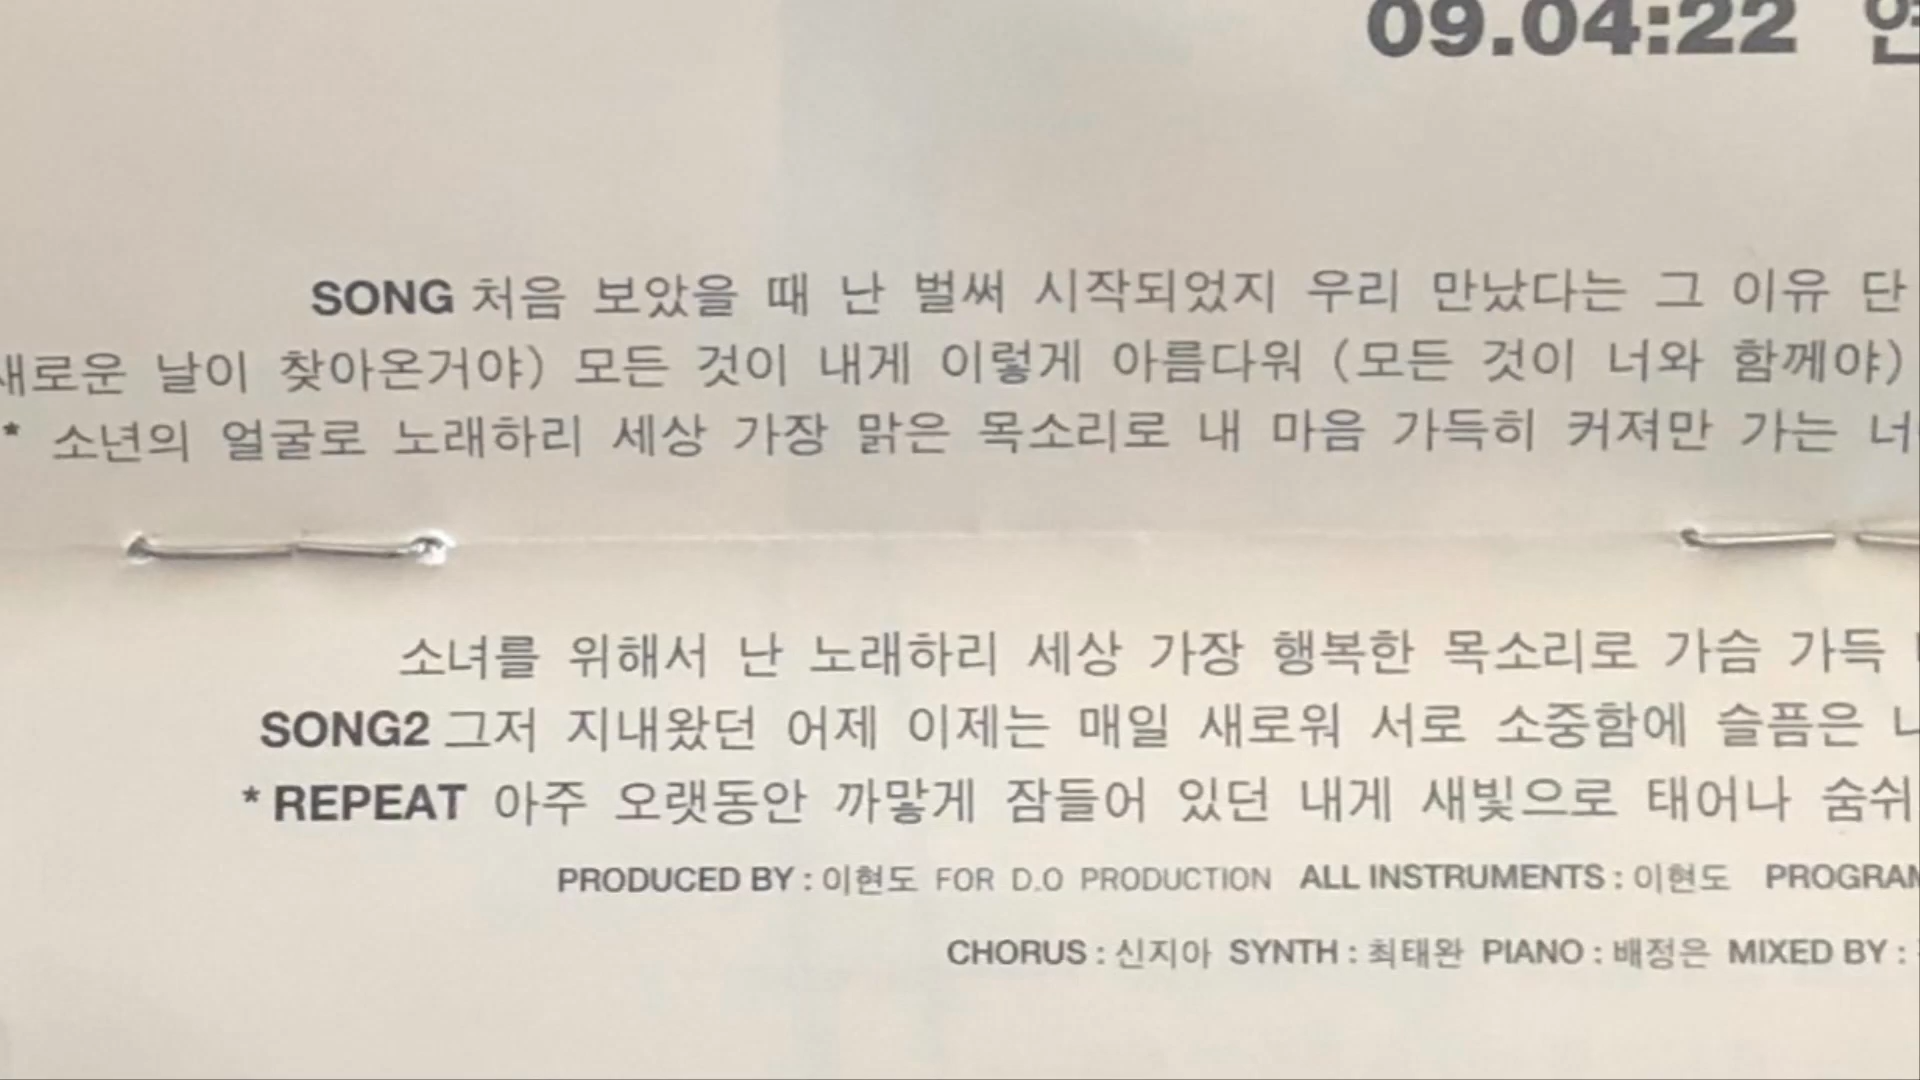 09.04:22
SONG 처음 보았을 때 난 벌써 시작되었지 우리 만났다는 그 이유 단
새로운 날이 찾아온거야) 모든 것이 내게 이렇게 아름다워 (모든 것이 너와 함께야)
* 소년의 얼굴로 노래하리 세상 가장 맑은 목소리로 내 마음 가득히 커져만 가는
소녀를 위해서 난 노래하리 세상 가장 행복한 목소리로 가슴 가득
SONG2 그저 지내왔던 어제 이제는 매일 새로워 서로 소중함에 슬픔은
* REPEAT 아주 오랫동안 까맣게 잠들어 있던 내게 새빛으로 태어나 숨쉬
PRODUCED BY : 이현도 FOR D.O PRODUCTION ALL INSTRUMENTS : 이현도
CHORUS : 신지아 SYNTH : 최태완 PIANO : 배정은 MIXED BY :